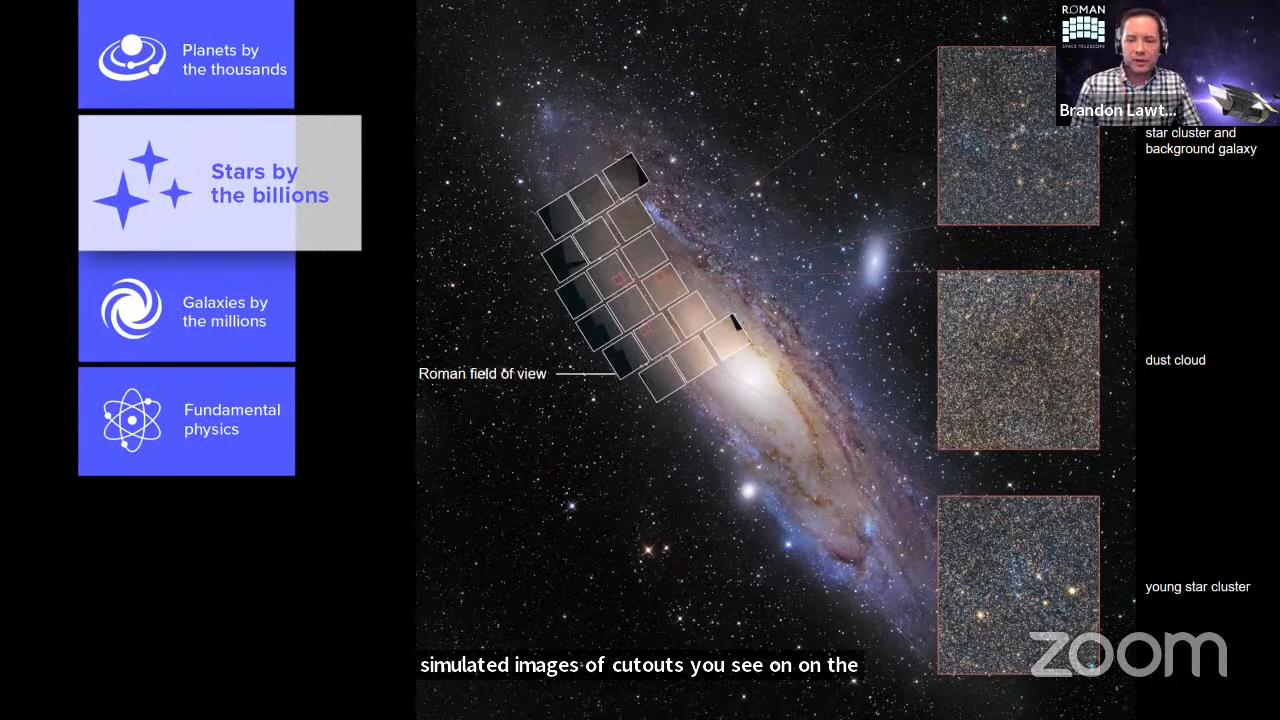 Planets by
the thousands
Stars by
the billions
Galaxies by
the millions
Fundamental
physics
Roman field of view
ROMAN
SPACE TELESCOPE
Brandon Lawt...
star cluster and
background galaxy
dust cloud
young star cluster
zoom
simulated images of cutouts you see on on the